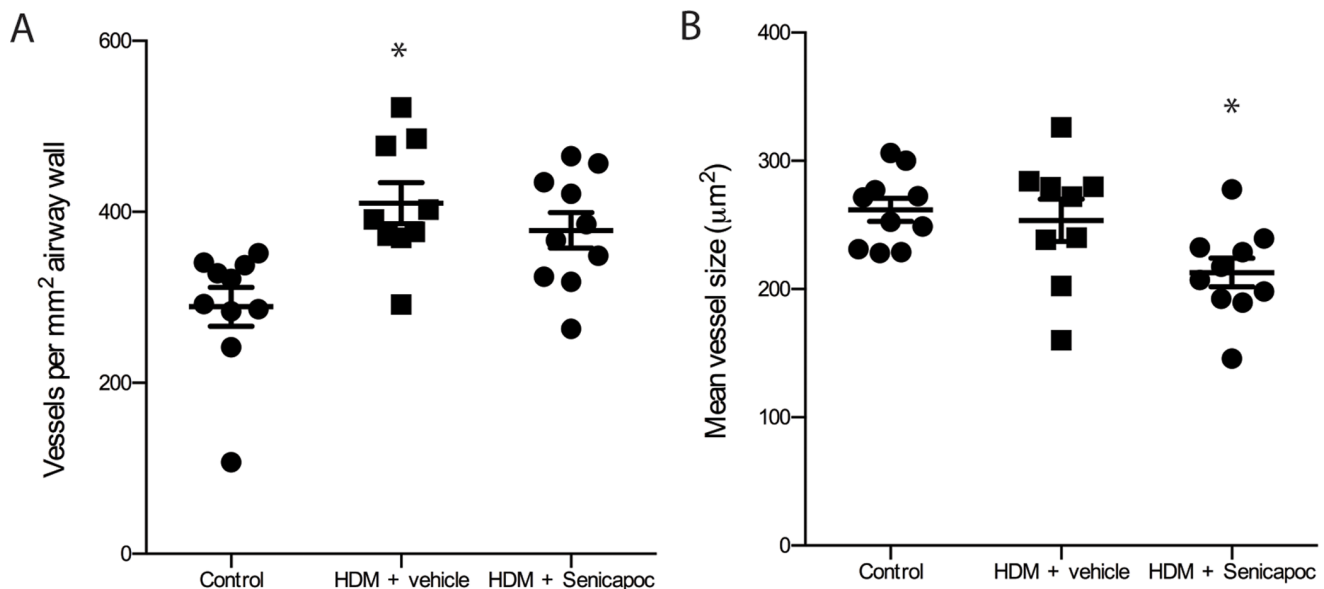 A
Vessels per mm² airway wall
600
400
200
0
*
Control
HDM + vehicle
HDM + Senicapoc
B
Mean vessel size (μm²)
400
300
200
100
0
*
Control
HDM + vehicle
HDM + Senicapoc